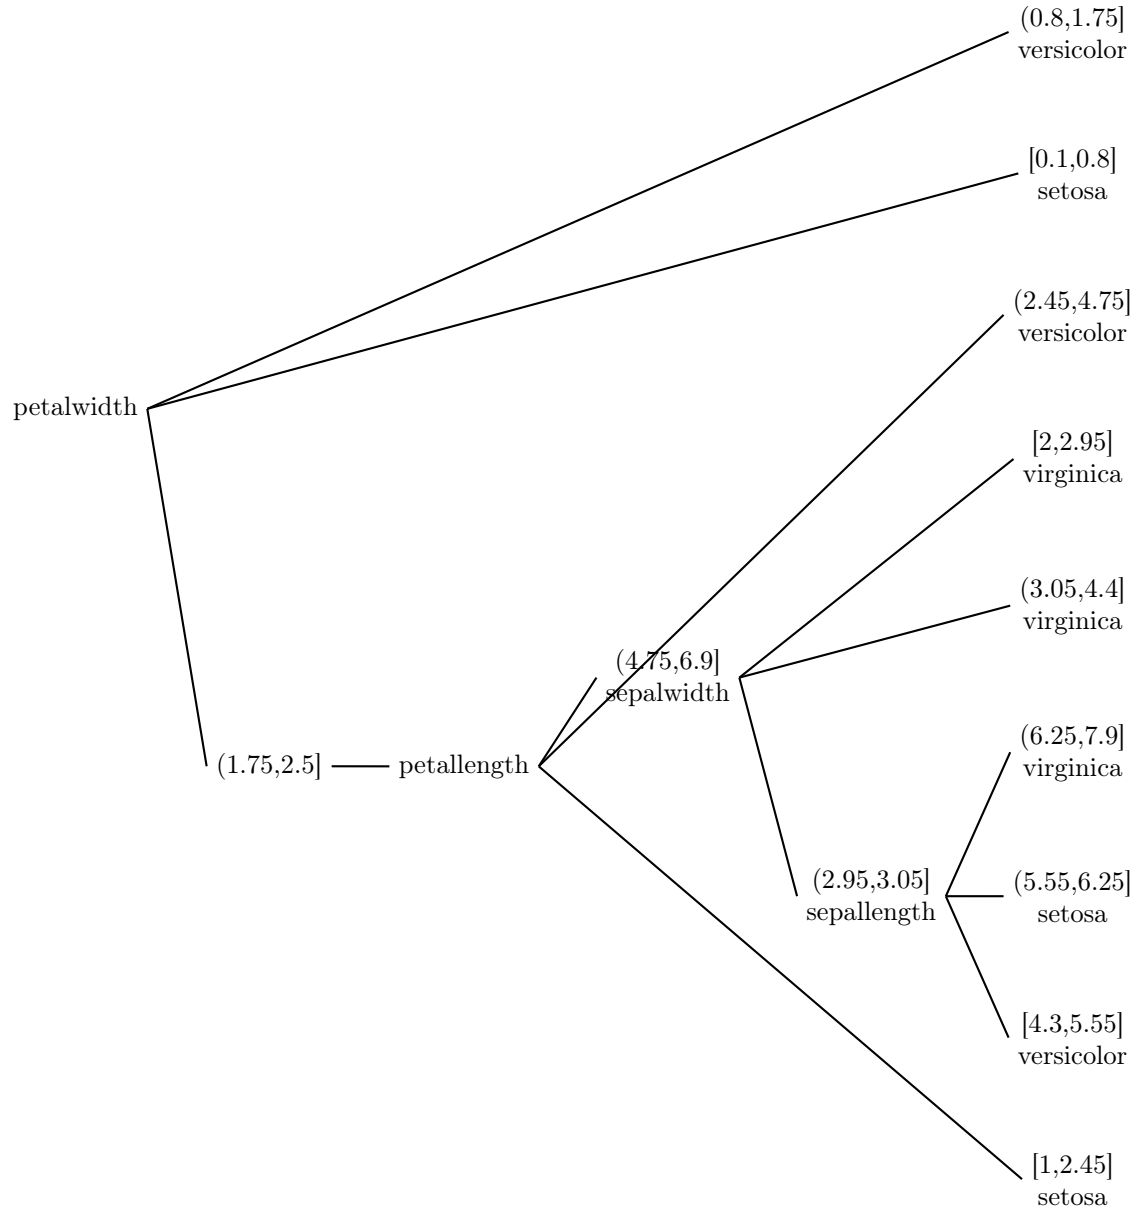 (0.8,1.75]
versicolor
[0.1,0.8]
setosa
(2.45,4.75]
versicolor
petalwidth
[2,2.95]
virginica
(3.05,4.4]
virginica
(4.75,6.9]
sepalwidth
(6.25,7.9]
virginica
(1.75,2.5]
petallength
(2.95,3.05]
sepallength
(5.55,6.25]
setosa
[4.3,5.55]
versicolor
[1,2.45]
setosa